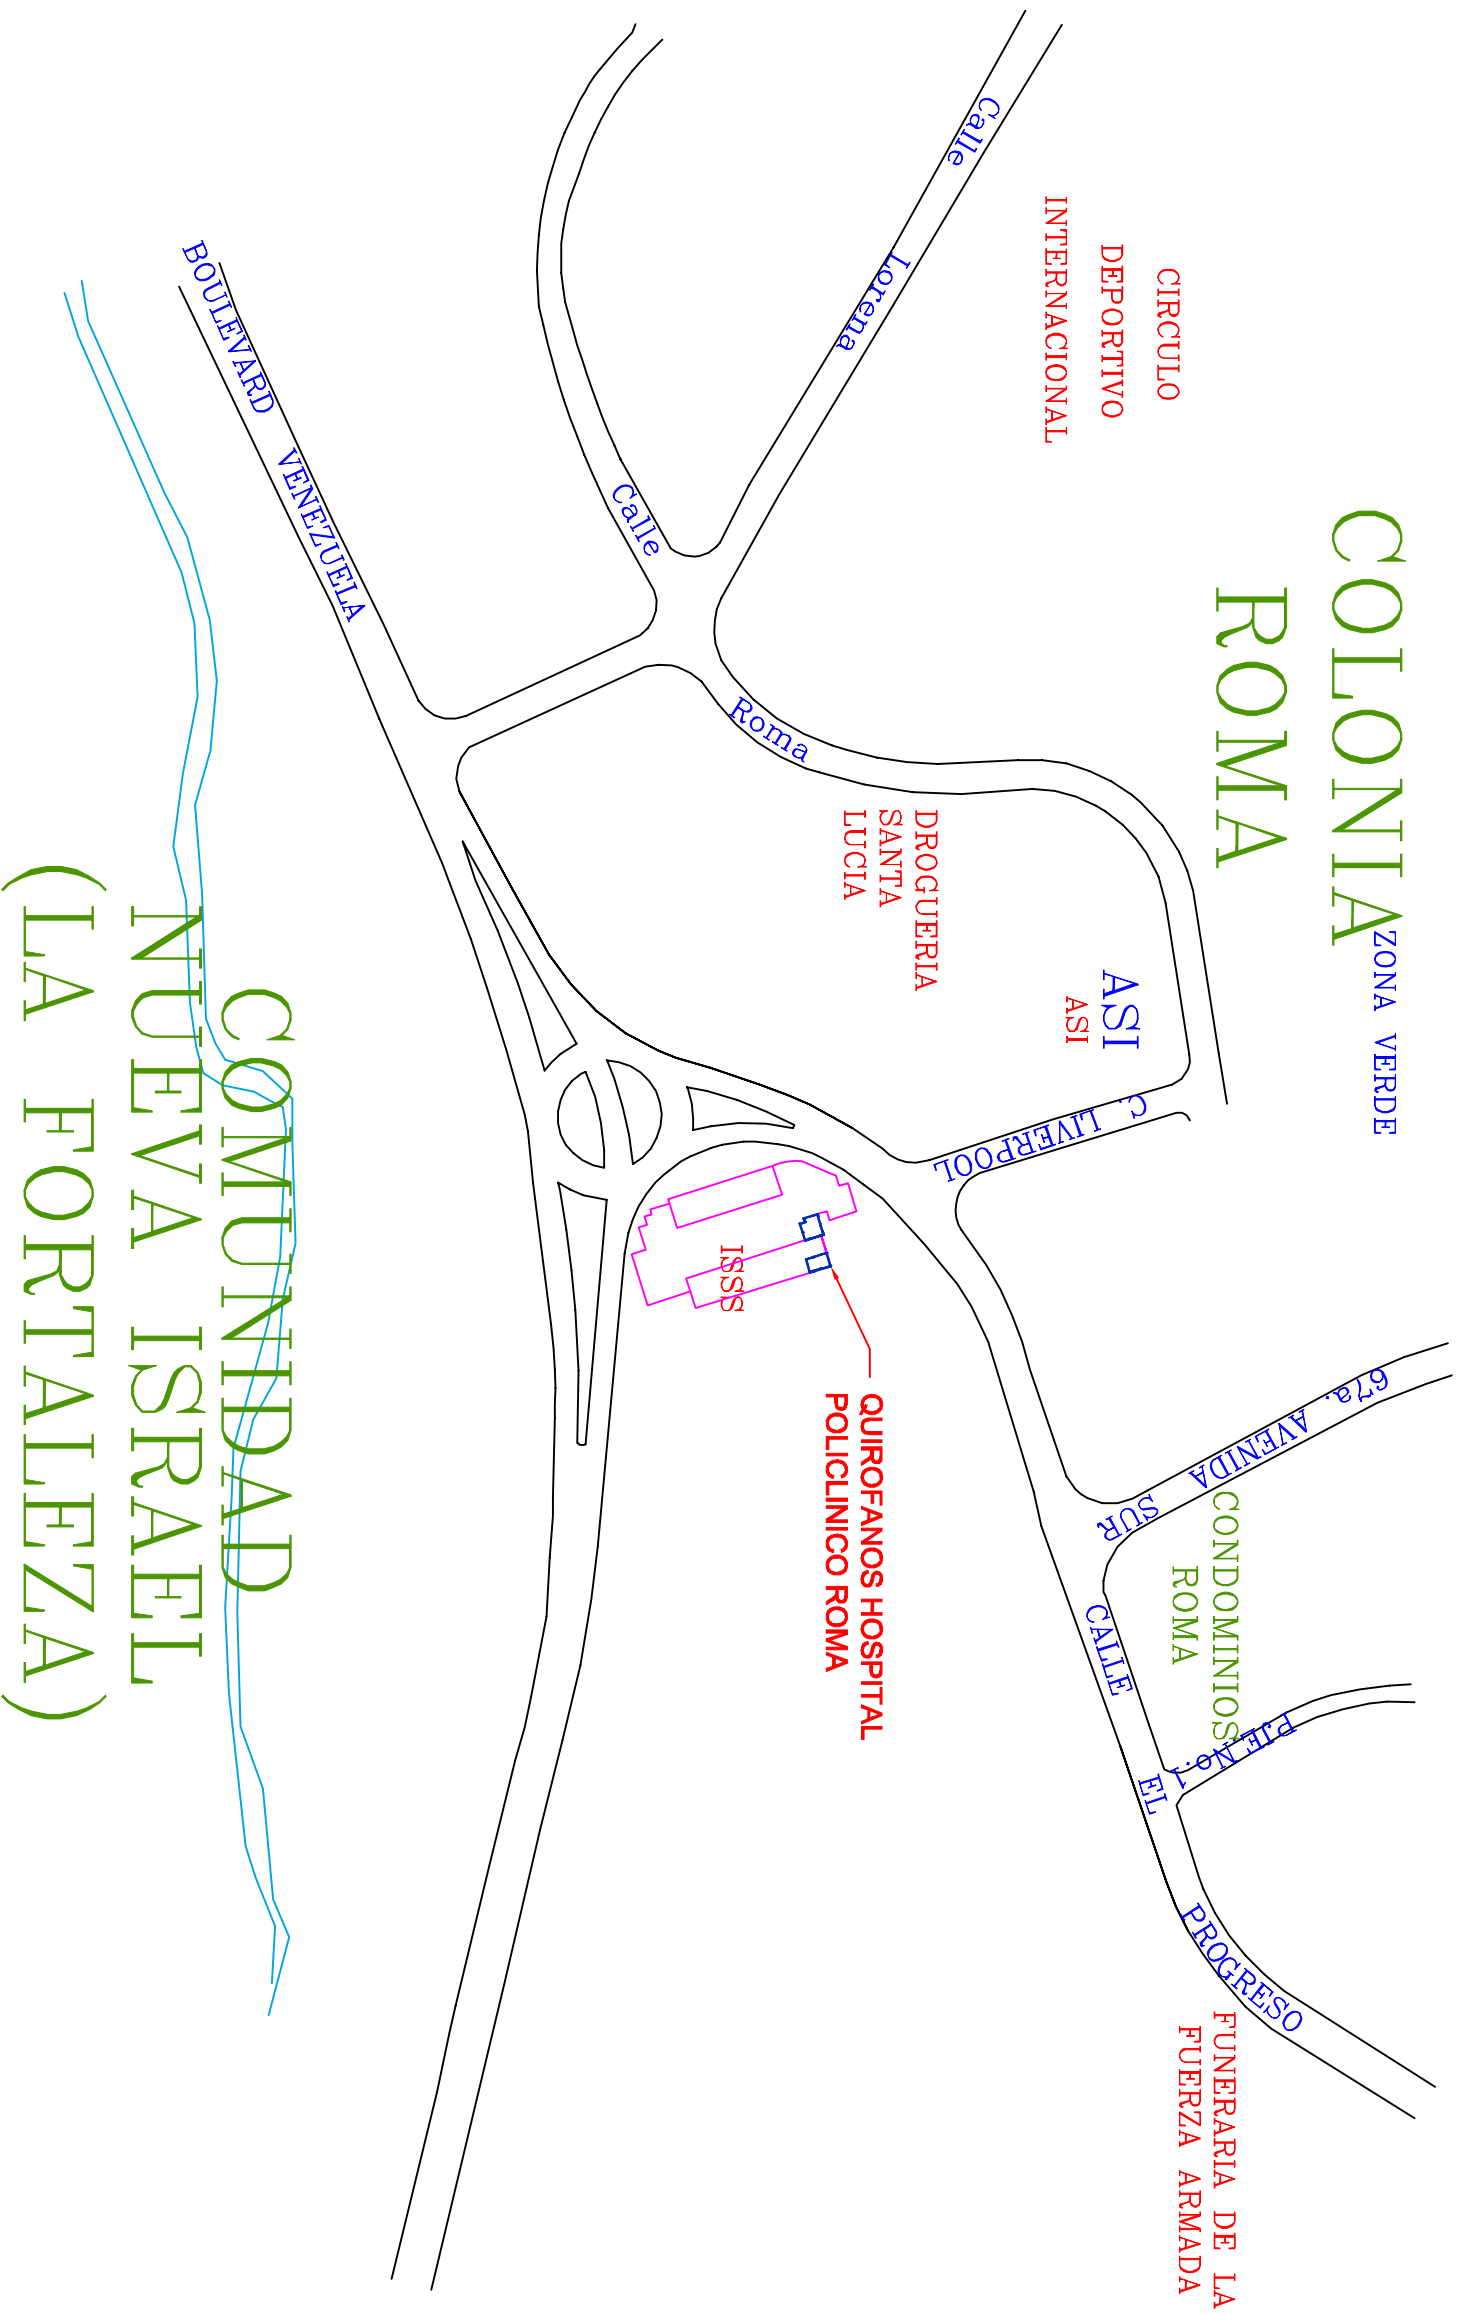 COLONIA
ROMA
ZONA VERDE
CIRCULO
DEPORTIVO
INTERNACIONAL
Calle Lorena
Calle Roma
BOULEVARD VENEZUELA
DROGUERIA
SANTA
LUCIA
ASI
ASI
C. LIVERPOOL
67a. AVENIDA SUR
CONDOMINIOS
ROMA
PJE No.1
CALLE EL PROGRESO
FUNERARIA DE LA
FUERZA ARMADA
ISSS
QUIROFANOS HOSPITAL
POLICLINICO ROMA
COMUNIDAD
NUEVA ISRAEL
(LA FORTALEZA)